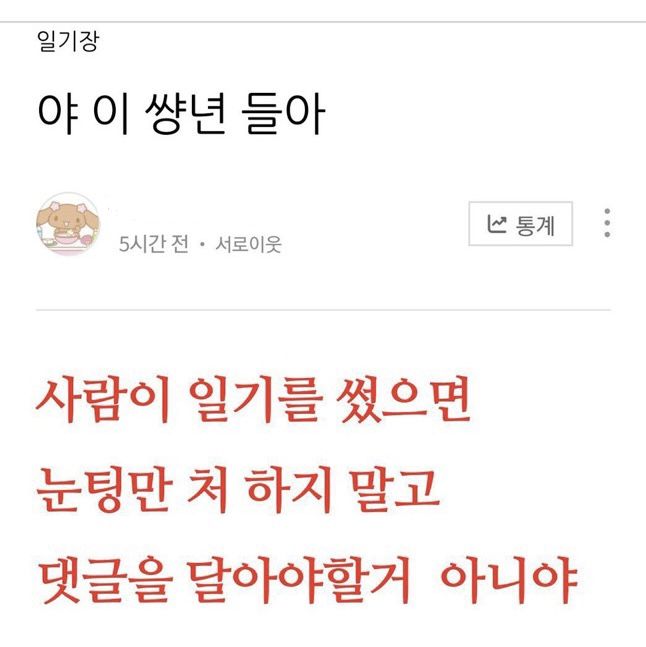 일기장
야 이 썅년 들아
5시간 전 · 서로이웃
통계
사람이 일기를 썼으면
눈팅만 처 하지 말고
댓글을 달아야할거 아니야